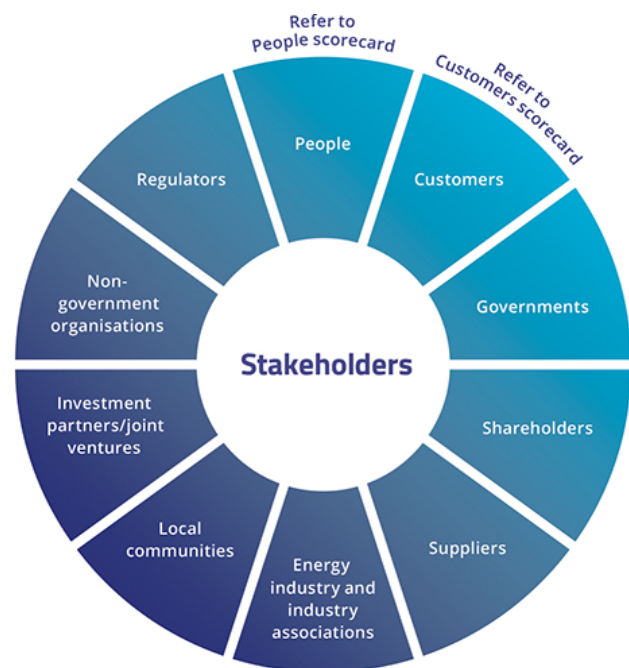 Refer to
People scorecard
Refer to
Customers scorecard
People
Customers
Governments
Shareholders
Suppliers
Energy
industry and
industry
associations
Local
communities
Investment
partners/joint
ventures
Non-
government
organisations
Regulators
Stakeholders